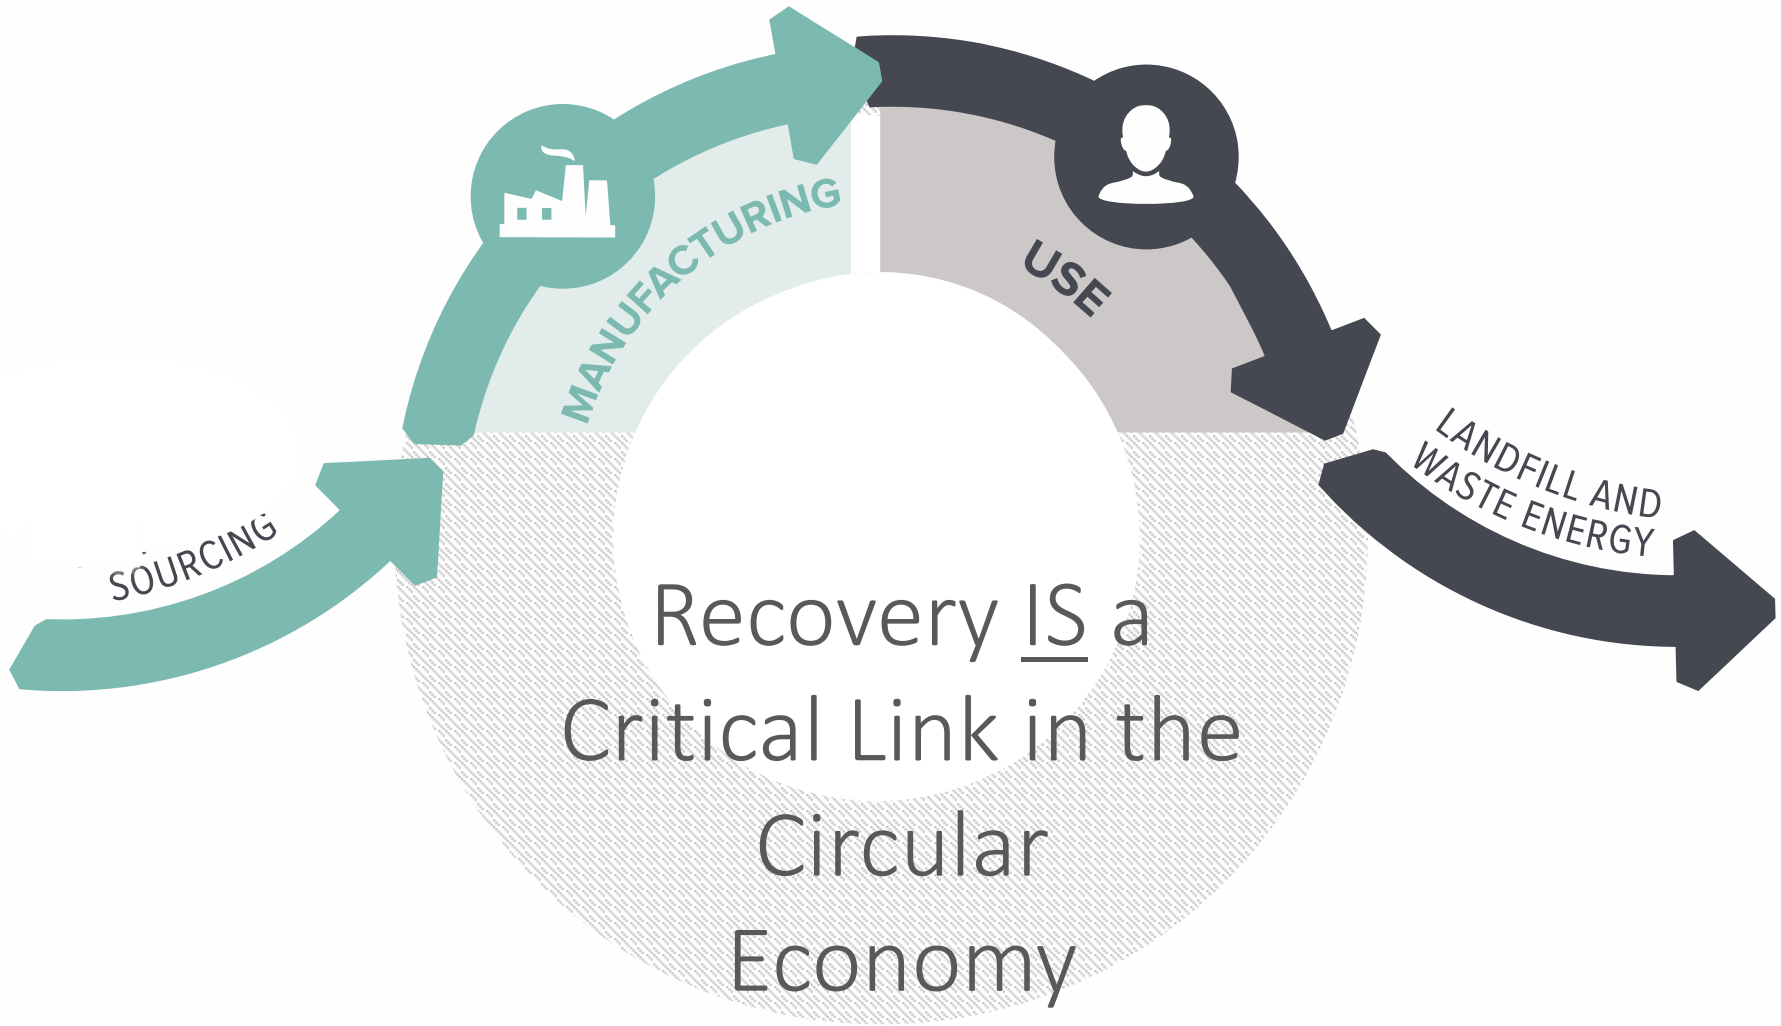 MANUFACTURING
USE
LANDFILL AND
WASTE ENERGY
SOURCING
Recovery IS a
Critical Link in the
Circular
Economy